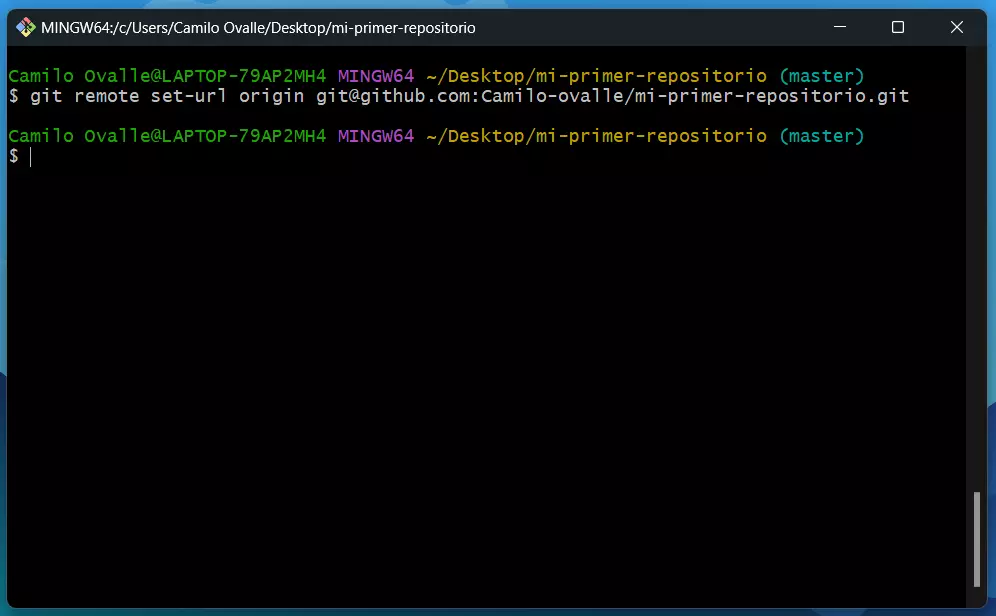 MINGW64:/c/Users/Camilo Ovalle/Desktop/mi-primer-repositorio
Camilo Ovalle@LAPTOP-79AP2MH4 MINGW64 ~/Desktop/mi-primer-repositorio (master)
$ git remote set-url origin git@github.com:Camilo-ovalle/mi-primer-repositorio.git
Camilo Ovalle@LAPTOP-79AP2MH4 MINGW64 ~/Desktop/mi-primer-repositorio (master)
$